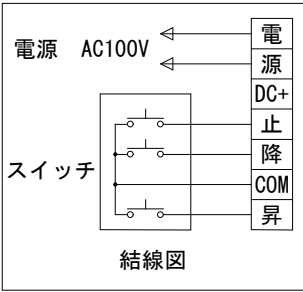 電源 AC100V
電
源
DC+
止
降
COM
昇
スイッチ
結線図